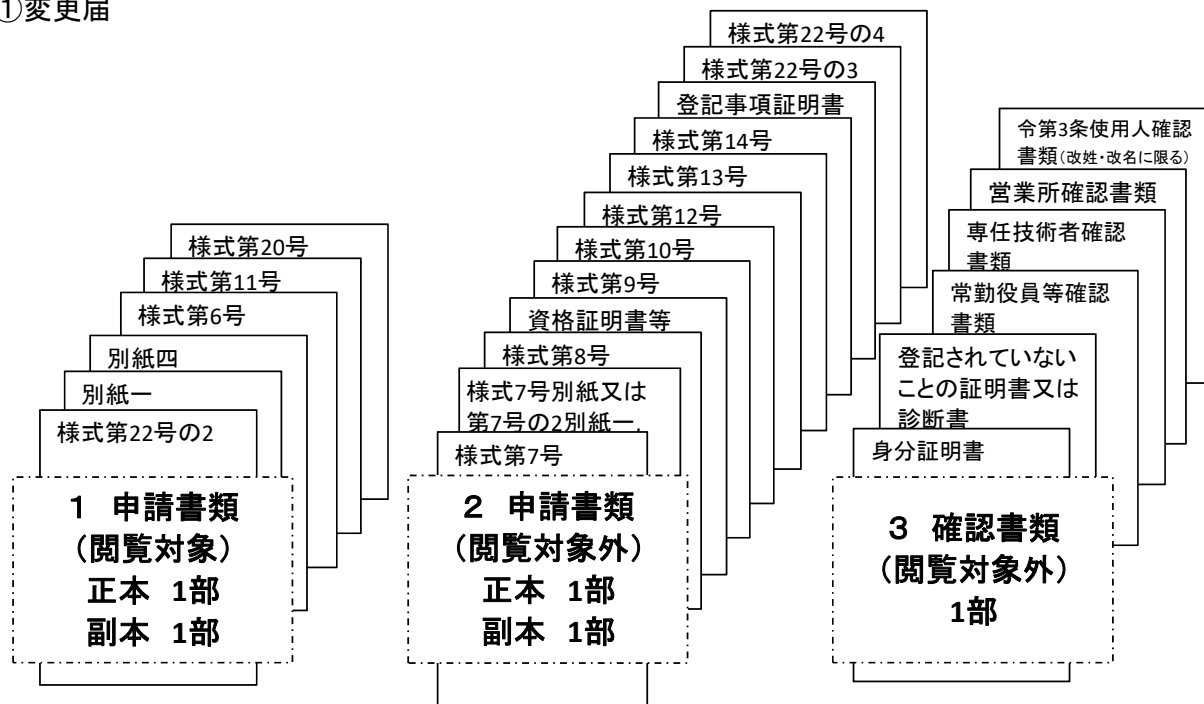 ①変更届
様式第20号
様式第11号
様式第6号
別紙四
別紙一
様式第22号の2
1 申請書類
（閲覧対象）
正本 1部
副本 1部
様式第22号の4
様式第22号の3
登記事項証明書
様式第14号
様式第13号
様式第12号
様式第10号
様式第9号
資格証明書等
様式第8号
様式7号別紙又は
第7号の2別紙一,
様式第7号
2 申請書類
（閲覧対象外）
正本 1部
副本 1部
令第3条使用人確認
書類(改姓・改名に限る)
営業所確認書類
専任技術者確認
書類
常勤役員等確認
書類
登記されていない
ことの証明書又は
診断書
身分証明書
3 確認書類
（閲覧対象外）
1部